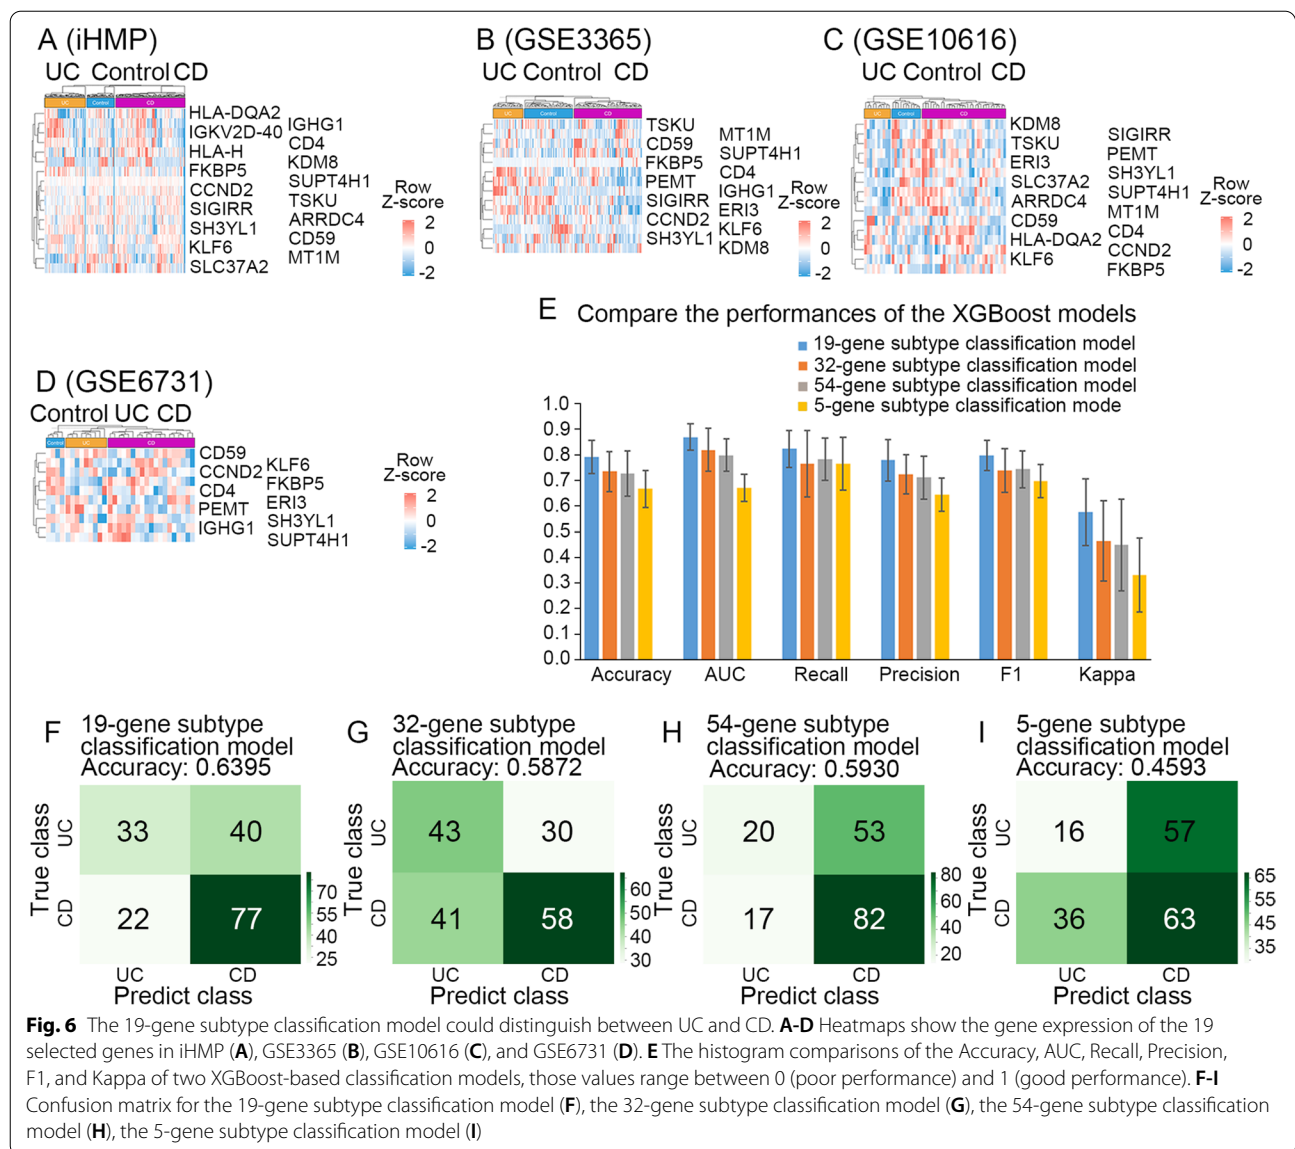 A (iHMP)
UC Control CD
UC Control CD
HLA-DQA2
IGKV2D-40
HLA-H
FKBP5
CCND2
SIGIRR
SH3YL1
KLF6
SLC37A2
IGHG1
CD4
KDM8
SUPT4H1
TSKU
ARRDC4
CD59
MT1M
Row
Z-score
2
0
-2
B (GSE3365)
UC Control CD
UC Control CD
TSKU
CD59
FKBP5
PEMT
SIGIRR
CCND2
SH3YL1
MT1M
SUPT4H1
CD4
IGHG1
ERI3
KLF6
KDM8
Row
Z-score
2
0
-2
C (GSE10616)
UC Control CD
UC Control CD
KDM8
TSKU
ERI3
SLC37A2
ARRDC4
CD59
HLA-DQA2
KLF6
SIGIRR
PEMT
SH3YL1
SUPT4H1
MT1M
CD4
CCND2
FKBP5
Row
Z-score
2
0
-2
D (GSE6731)
Control UC CD
Control UC CD
CD59
CCND2
CD4
PEMT
IGHG1
KLF6
FKBP5
ERI3
SH3YL1
SUPT4H1
Row
Z-score
2
0
-2
E Compare the performances of the XGBoost models
19-gene subtype classification model
32-gene subtype classification model
54-gene subtype classification model
5-gene subtype classification mode
1.0
0.9
0.8
0.7
0.6
0.5
0.4
0.3
0.2
0.1
0.0
Accuracy AUC Recall Precision F1 Kappa
F 19-gene subtype
classification model
Accuracy: 0.6395
True class
UC
CD
33 40
22 77
70
55
40
25
UC CD
Predict class
G 32-gene subtype
classification model
Accuracy: 0.5872
True class
UC
CD
43 30
41 58
60
50
40
30
UC CD
Predict class
H 54-gene subtype
classification model
Accuracy: 0.5930
True class
UC
CD
20 53
17 82
80
60
40
20
UC CD
Predict class
I 5-gene subtype
classification model
Accuracy: 0.4593
True class
UC
CD
16 57
36 63
65
55
45
35
UC CD
Predict class
Fig. 6 The 19-gene subtype classification model could distinguish between UC and CD. A-D Heatmaps show the gene expression of the 19
selected genes in iHMP (A), GSE3365 (B), GSE10616 (C), and GSE6731 (D). E The histogram comparisons of the Accuracy, AUC, Recall, Precision,
F1, and Kappa of two XGBoost-based classification models, those values range between 0 (poor performance) and 1 (good performance). F-I
Confusion matrix for the 19-gene subtype classification model (F), the 32-gene subtype classification model (G), the 54-gene subtype classification
model (H), the 5-gene subtype classification model (I)